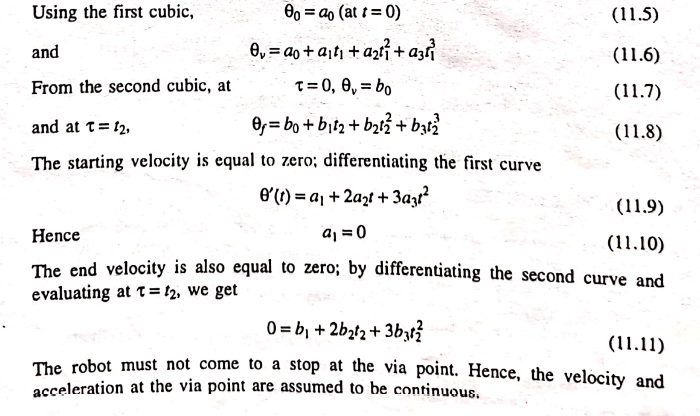 Using the first cubic, θ₀ = a₀ (at t = 0) (11.5)
and θᵥ = a₀ + a₁t₁ + a₂t₁² + a₃t₁³ (11.6)
From the second cubic, at τ = 0, θᵥ = b₀ (11.7)
and at τ = t₂, θ_f = b₀ + b₁t₂ + b₂t₂² + b₃t₂³ (11.8)
The starting velocity is equal to zero; differentiating the first curve
θ′(t) = a₁ + 2a₂t + 3a₃t² (11.9)
Hence a₁ = 0 (11.10)
The end velocity is also equal to zero; by differentiating the second curve and
evaluating at τ = t₂, we get
0 = b₁ + 2b₂t₂ + 3b₃t₂² (11.11)
The robot must not come to a stop at the via point. Hence, the velocity and
acceleration at the via point are assumed to be continuous.